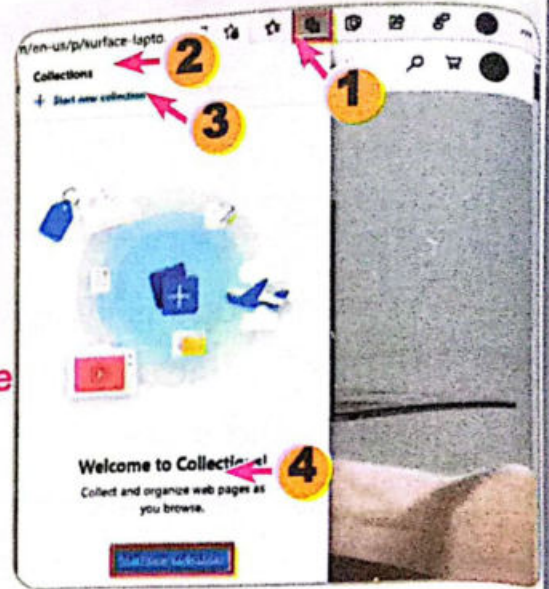 n/en-us/p/surface-lapto.
2
Collections
+ Start new collection
3
1
e
Welcome to Collections!
4
Collect and organize web pages as
you browse.